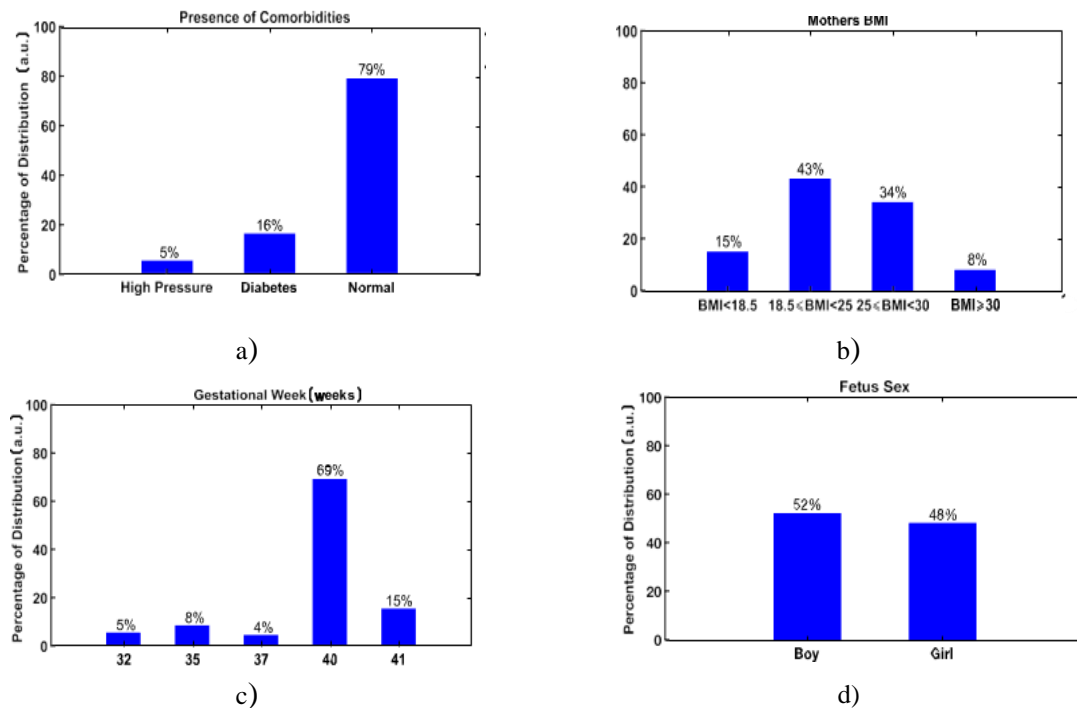 Presence of Comorbidities
Percentage of Distribution (a.u.)
100
80
60
40
20
0
5%
16%
79%
High Pressure Diabetes Normal
a)
Mothers BMI
100
80
60
40
20
0
15%
43%
34%
8%
BMI<18.5 18.5⩽BMI<25 25⩽BMI<30 BMI⩾30
b)
Gestational Week(weeks)
Percentage of Distribution(a.u.)
100
80
60
40
20
0
5%
8%
4%
69%
15%
32 35 37 40 41
c)
Fetus Sex
Percentage of Distribution(a.u.)
100
80
60
40
20
0
52%
48%
Boy Girl
d)